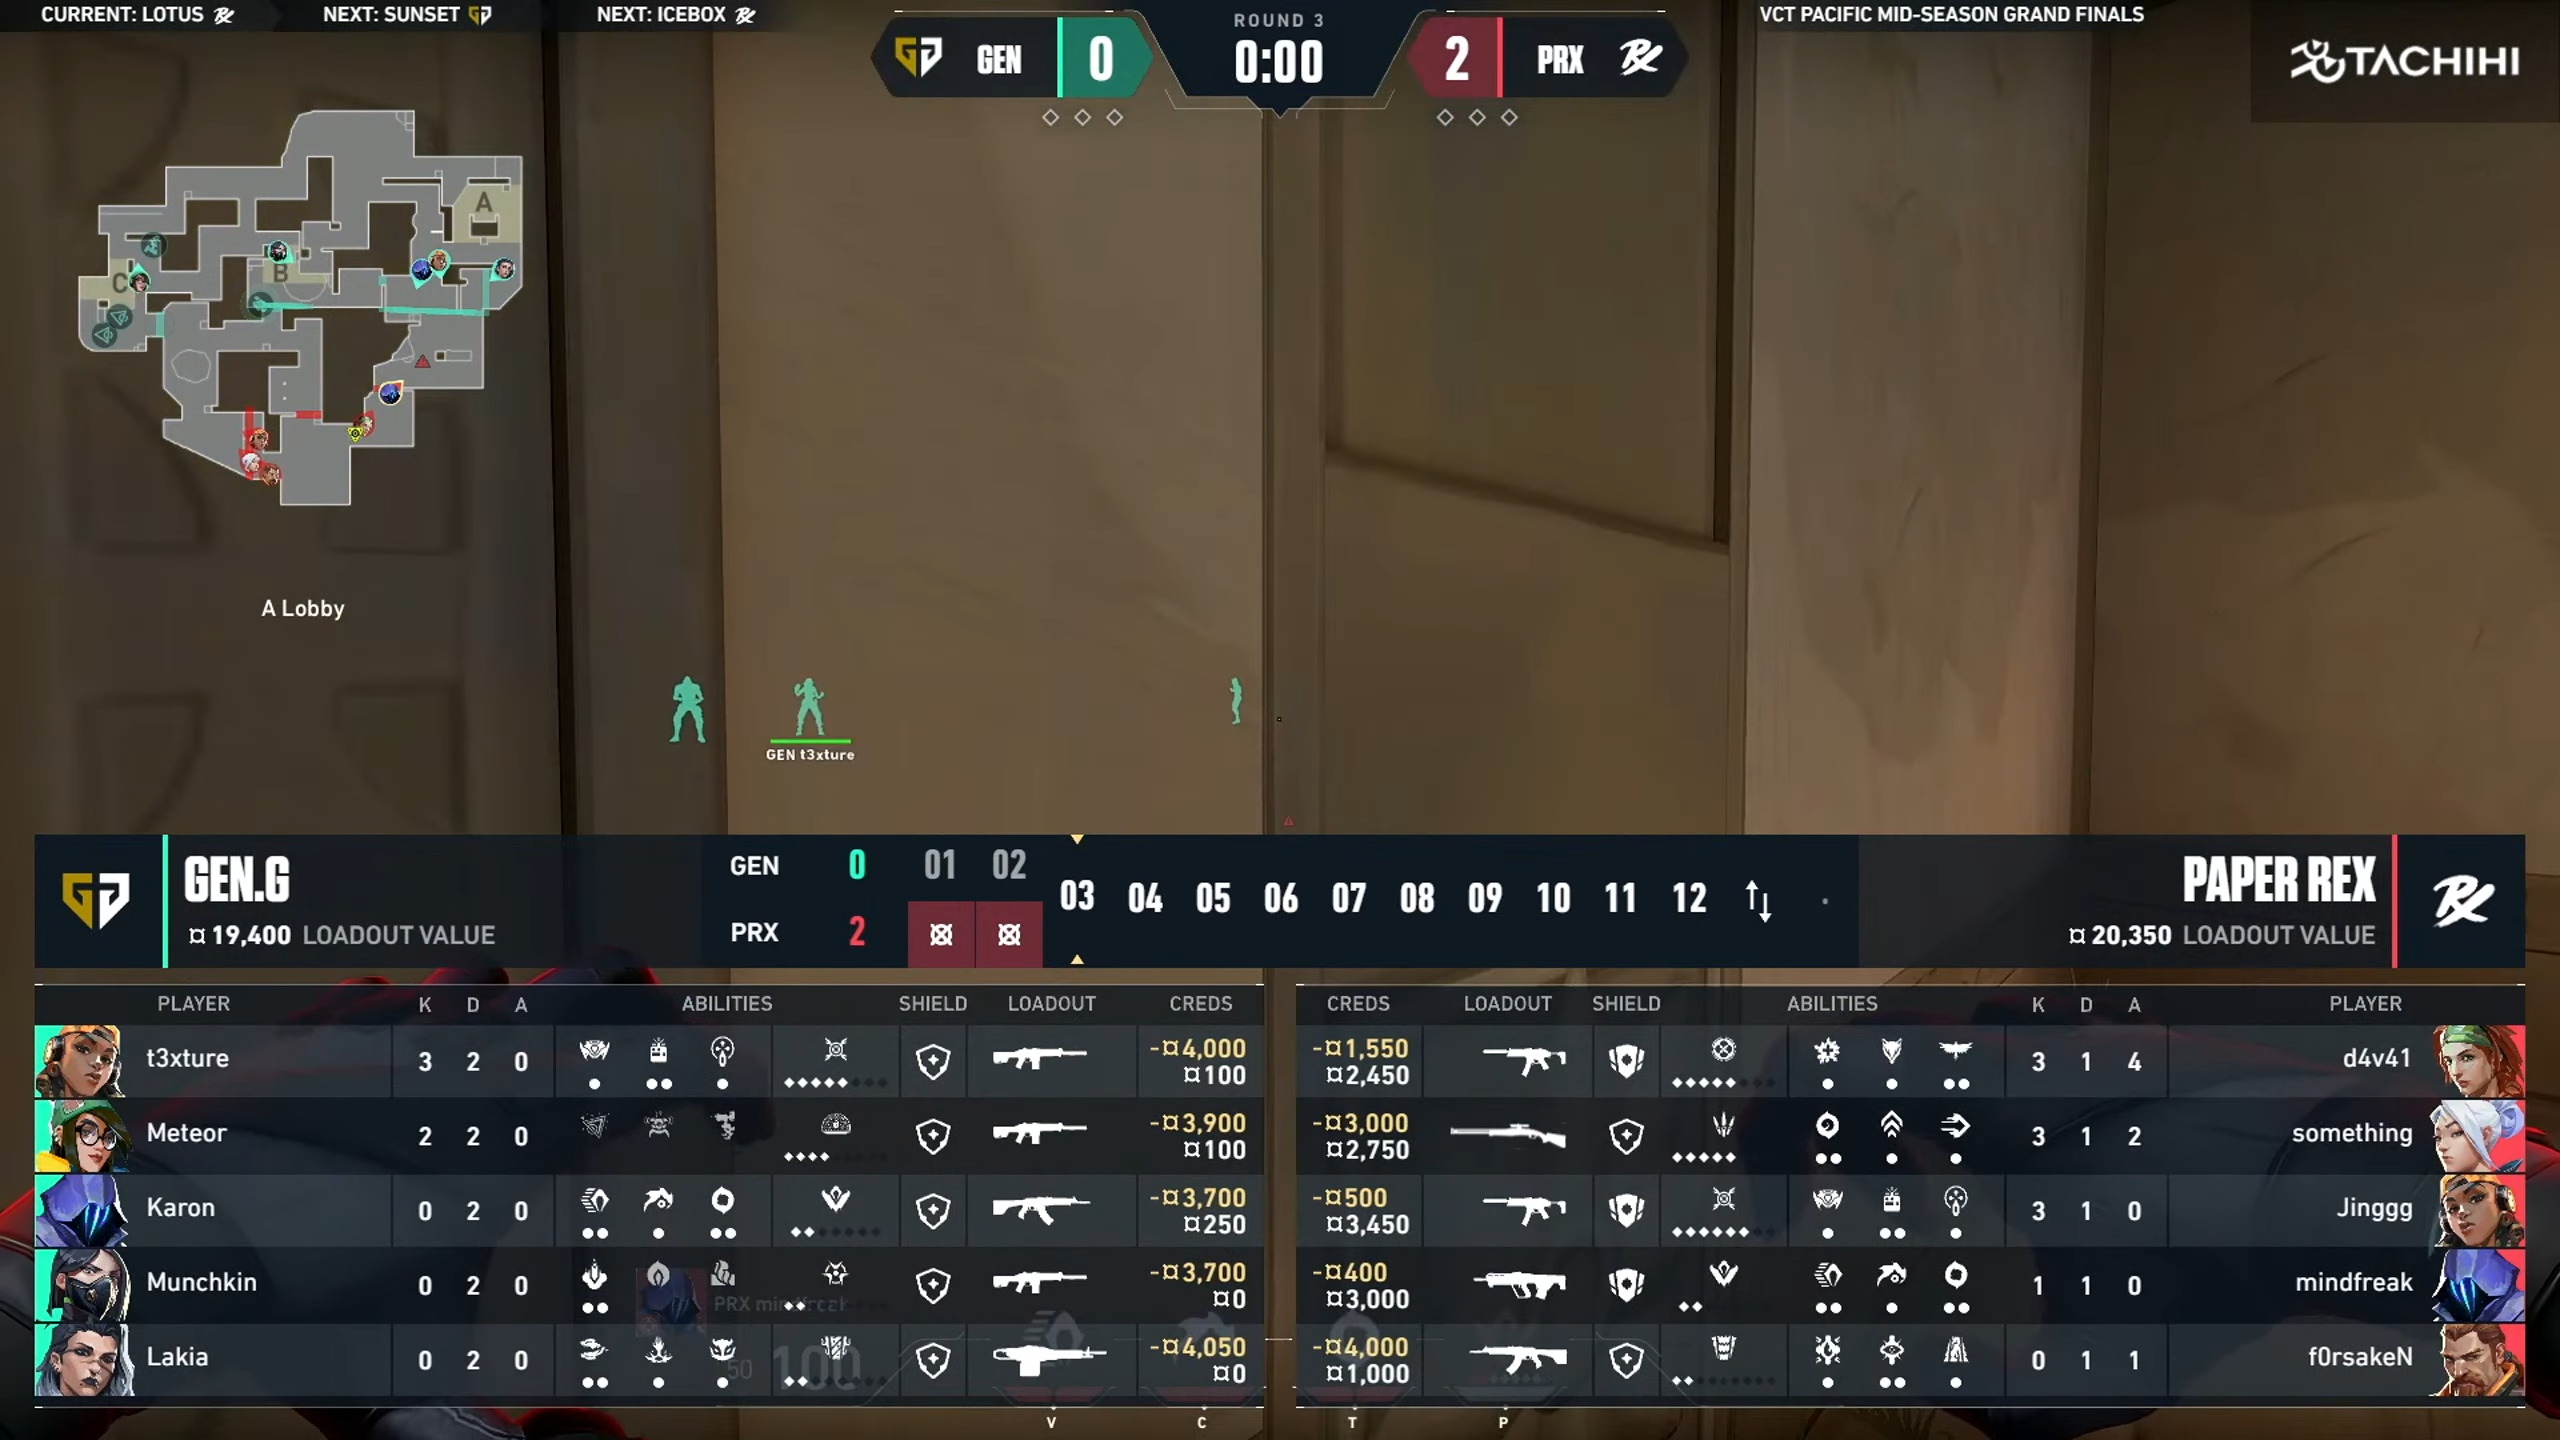 CURRENT: LOTUS
NEXT: SUNSET
NEXT: ICEBOX
VCT PACIFIC MID-SEASON GRAND FINALS
TACHIHI
GEN 0
ROUND 3
0:00
2 PRX
A
B
C
A Lobby
GEN t3xture
GEN.G
¤ 19,400 LOADOUT VALUE
GEN 0 01 02 03 04 05 06 07 08 09 10 11 12
PRX 2
PAPER REX
¤ 20,350 LOADOUT VALUE
PLAYER K D A ABILITIES SHIELD LOADOUT CREDS
t3xture 3 2 0 -¤4,000
¤100
Meteor 2 2 0 -¤3,900
¤100
Karon 0 2 0 -¤3,700
¤250
Munchkin 0 2 0 -¤3,700
¤0
Lakia 0 2 0 -¤4,050
¤0
CREDS LOADOUT SHIELD ABILITIES K D A PLAYER
-¤1,550 3 1 4 d4v41
¤2,450
-¤3,000 3 1 2 something
¤2,750
-¤500 3 1 0 Jinggg
¤3,450
-¤400 1 1 0 mindfreak
¤3,000
-¤4,000 0 1 1 f0rsakeN
¤1,000
PRX mindfreak
50 100
V C T P